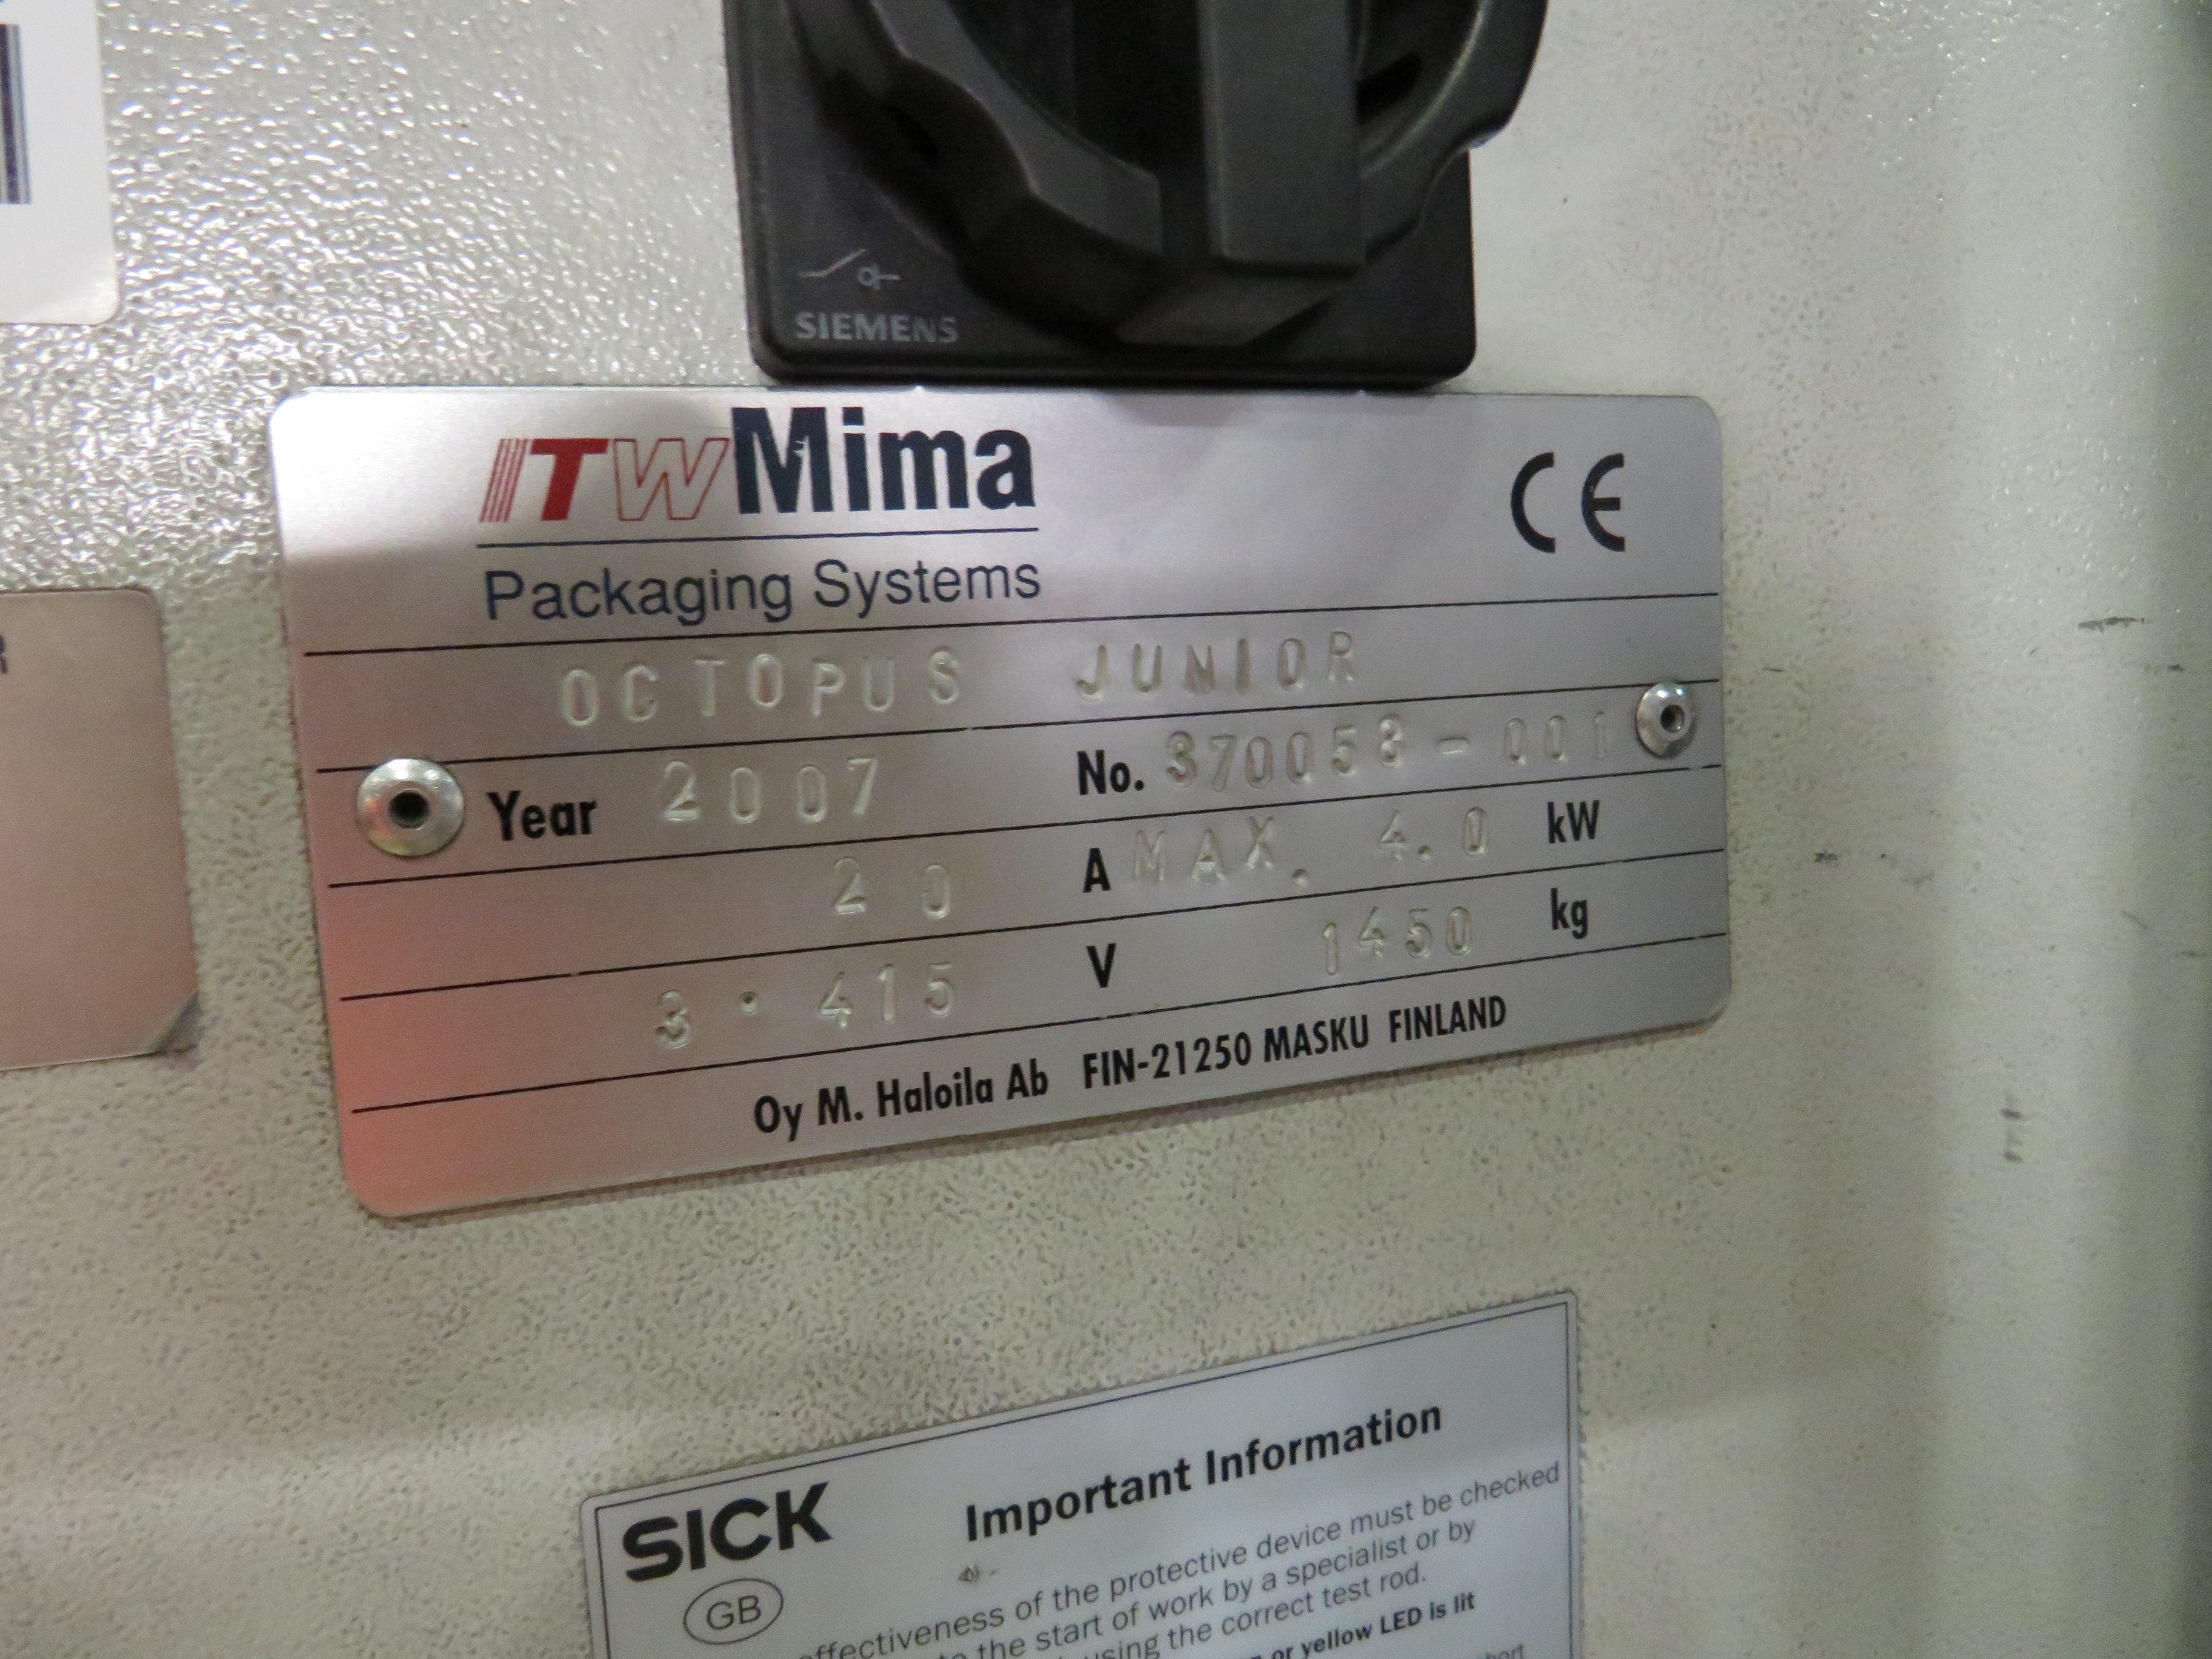 SIEMENS
ITW Mima
CE
Packaging Systems
OCTOPUS JUNIOR
Year 2007 No. 370053-001
20 A MAX. 4.0 kW
3 · 415 V 1450 kg
Oy M. Haloila Ab FIN-21250 MASKU FINLAND
SICK Important Information
GB
effectiveness of the protective device must be checked
the start of work by a specialist or by
using the correct test rod.
or yellow LED is lit